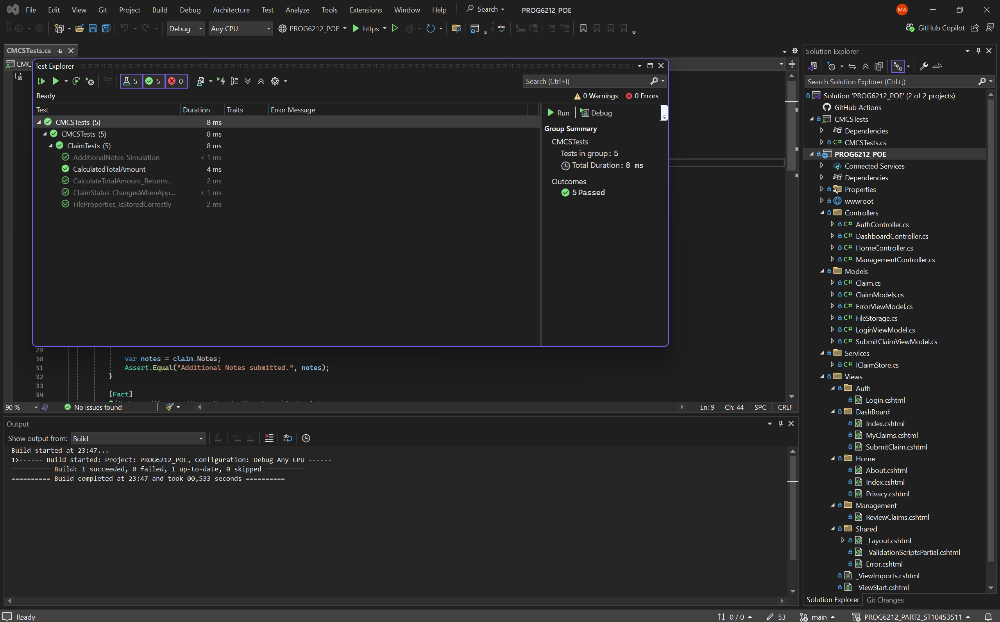 File Edit View Git Project Build Debug Architecture Test Analyze Tools Extensions Window Help Search PROG6212_POE MA
Debug Any CPU PROG6212_POE https GitHub Copilot
CMCSTests.cs
CMCS
Test Explorer
5 5 0 Search (Ctrl+I)
Ready 0 Warnings 0 Errors
Test Duration Traits Error Message
CMCSTests (5) 8 ms
CMCSTests (5) 8 ms
ClaimTests (5) 8 ms
AdditionalNotes_Simulation < 1 ms
CalculatedTotalAmount 4 ms
CalculateTotalAmount_Returns... 2 ms
ClaimStatus_ChangesWhenApp... < 1 ms
FileProperties_IsStoredCorrectly 2 ms
Run Debug
Group Summary
CMCSTests
Tests in group: 5
Total Duration: 8 ms
Outcomes
5 Passed
29
30 var notes = claim.Notes;
31 Assert.Equal("Additional Notes submitted.", notes);
32 }
33
34 [Fact]
90 % No issues found Ln: 9 Ch: 44 SPC CRLF
Output
Show output from: Build
Build started at 23:47...
1>------ Build started: Project: PROG6212_POE, Configuration: Debug Any CPU ------
========== Build: 1 succeeded, 0 failed, 1 up-to-date, 0 skipped ==========
========== Build completed at 23:47 and took 00,533 seconds ==========
Solution Explorer
Search Solution Explorer (Ctrl+;)
Solution 'PROG6212_POE' (2 of 2 projects)
GitHub Actions
CMCSTests
Dependencies
C# CMCSTests.cs
PROG6212_POE
Connected Services
Dependencies
Properties
wwwroot
Controllers
C# AuthController.cs
C# DashboardController.cs
C# HomeController.cs
C# ManagementController.cs
Models
C# Claim.cs
C# ClaimModels.cs
C# ErrorViewModel.cs
C# FileStorage.cs
C# LoginViewModel.cs
C# SubmitClaimViewModel.cs
Services
C# IClaimStore.cs
Views
Auth
Login.cshtml
DashBoard
Index.cshtml
MyClaims.cshtml
SubmitClaim.cshtml
Home
About.cshtml
Index.cshtml
Privacy.cshtml
Management
ReviewClaims.cshtml
Shared
_Layout.cshtml
_ValidationScriptsPartial.cshtml
Error.cshtml
_ViewImports.cshtml
_ViewStart.cshtml
Solution Explorer Git Changes
Ready 0 / 0 53 main PROG6212_PART2_ST10453511